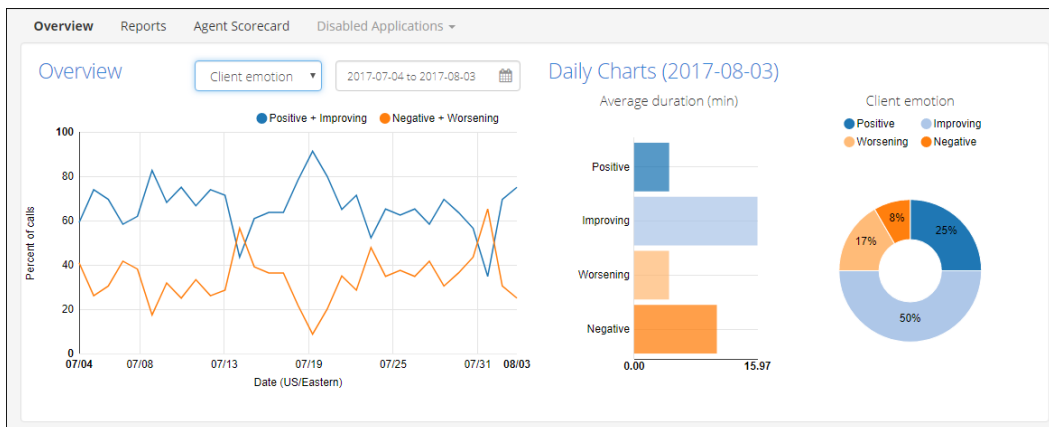 Overview Reports Agent Scorecard Disabled Applications
Overview
Client emotion
2017-07-04 to 2017-08-03
Positive + Improving Negative + Worsening
Percent of calls
100
80
60
40
20
0
07/04 07/08 07/13 07/19 07/25 07/31 08/03
Date (US/Eastern)
Daily Charts (2017-08-03)
Average duration (min)
Positive
Improving
Worsening
Negative
0.00 15.97
Client emotion
Positive Improving
Worsening Negative
8%
25%
17%
50%